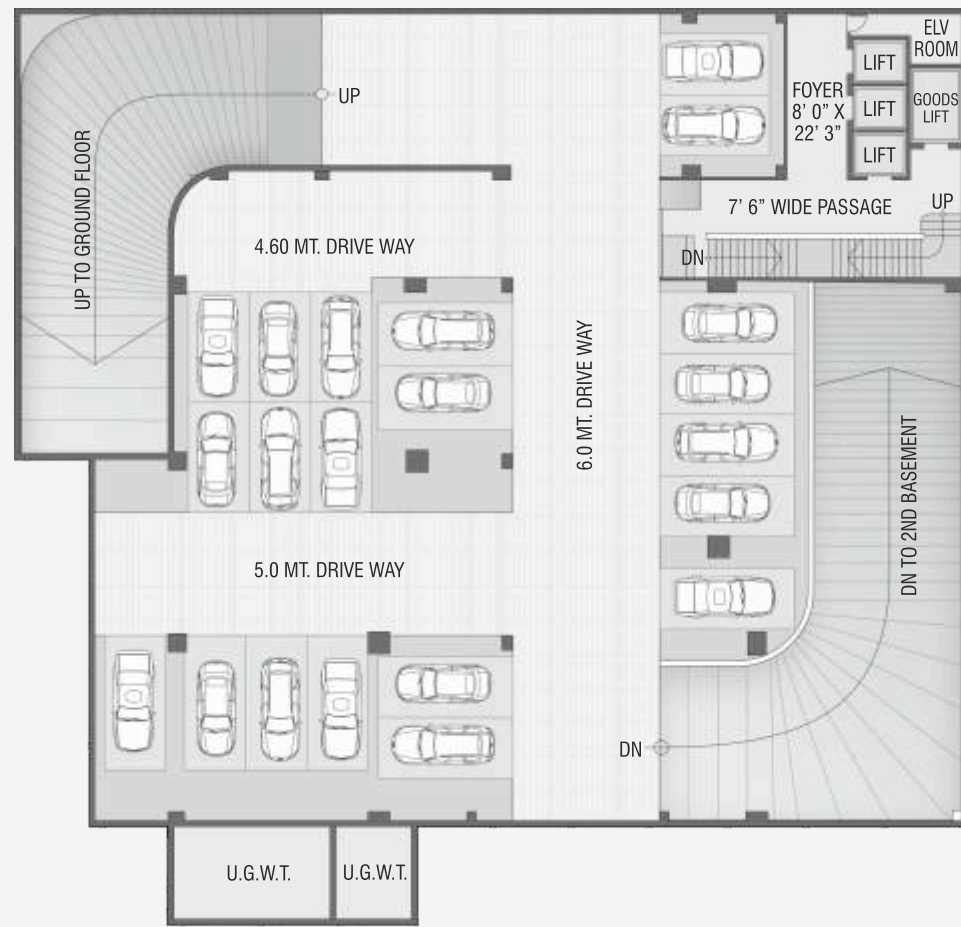 ELV
ROOM
LIFT
FOYER
8' 0” X
22' 3”
LIFT
GOODS
LIFT
LIFT
UP
UP TO GROUND FLOOR
7' 6” WIDE PASSAGE
UP
4.60 MT. DRIVE WAY
DN
6.0 MT. DRIVE WAY
DN TO 2ND BASEMENT
5.0 MT. DRIVE WAY
DN
U.G.W.T.
U.G.W.T.